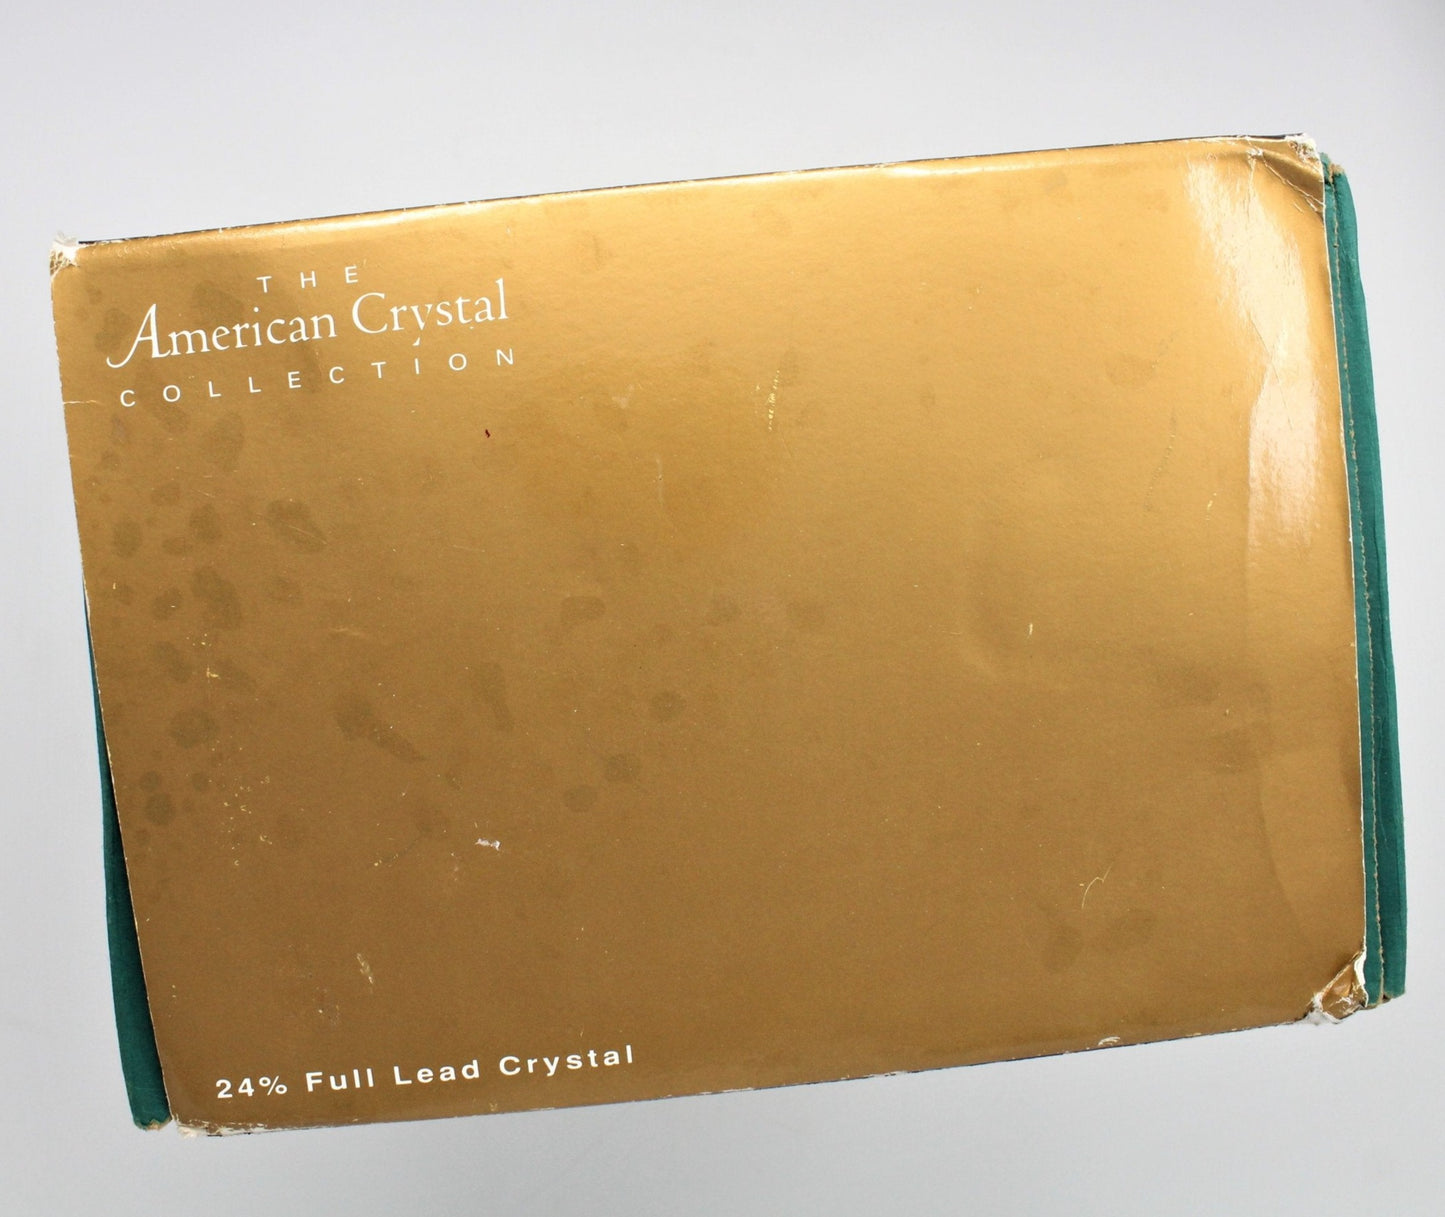 THE
American Crystal
COLLECTION
24% Full Lead Crystal